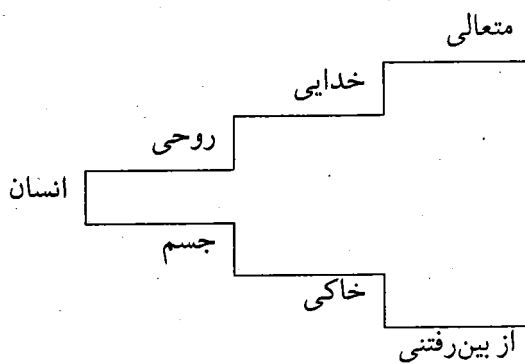 متعالی
خدایی
روحی
انسان
جسم
خاکی
از بین‌رفتنی